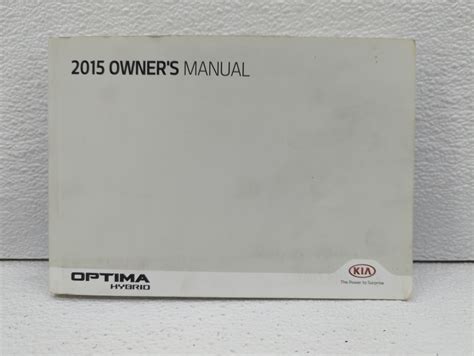 2015 OWNER'S MANUAL
OPTIMA
HYBRID
KIA
The Power to Surprise